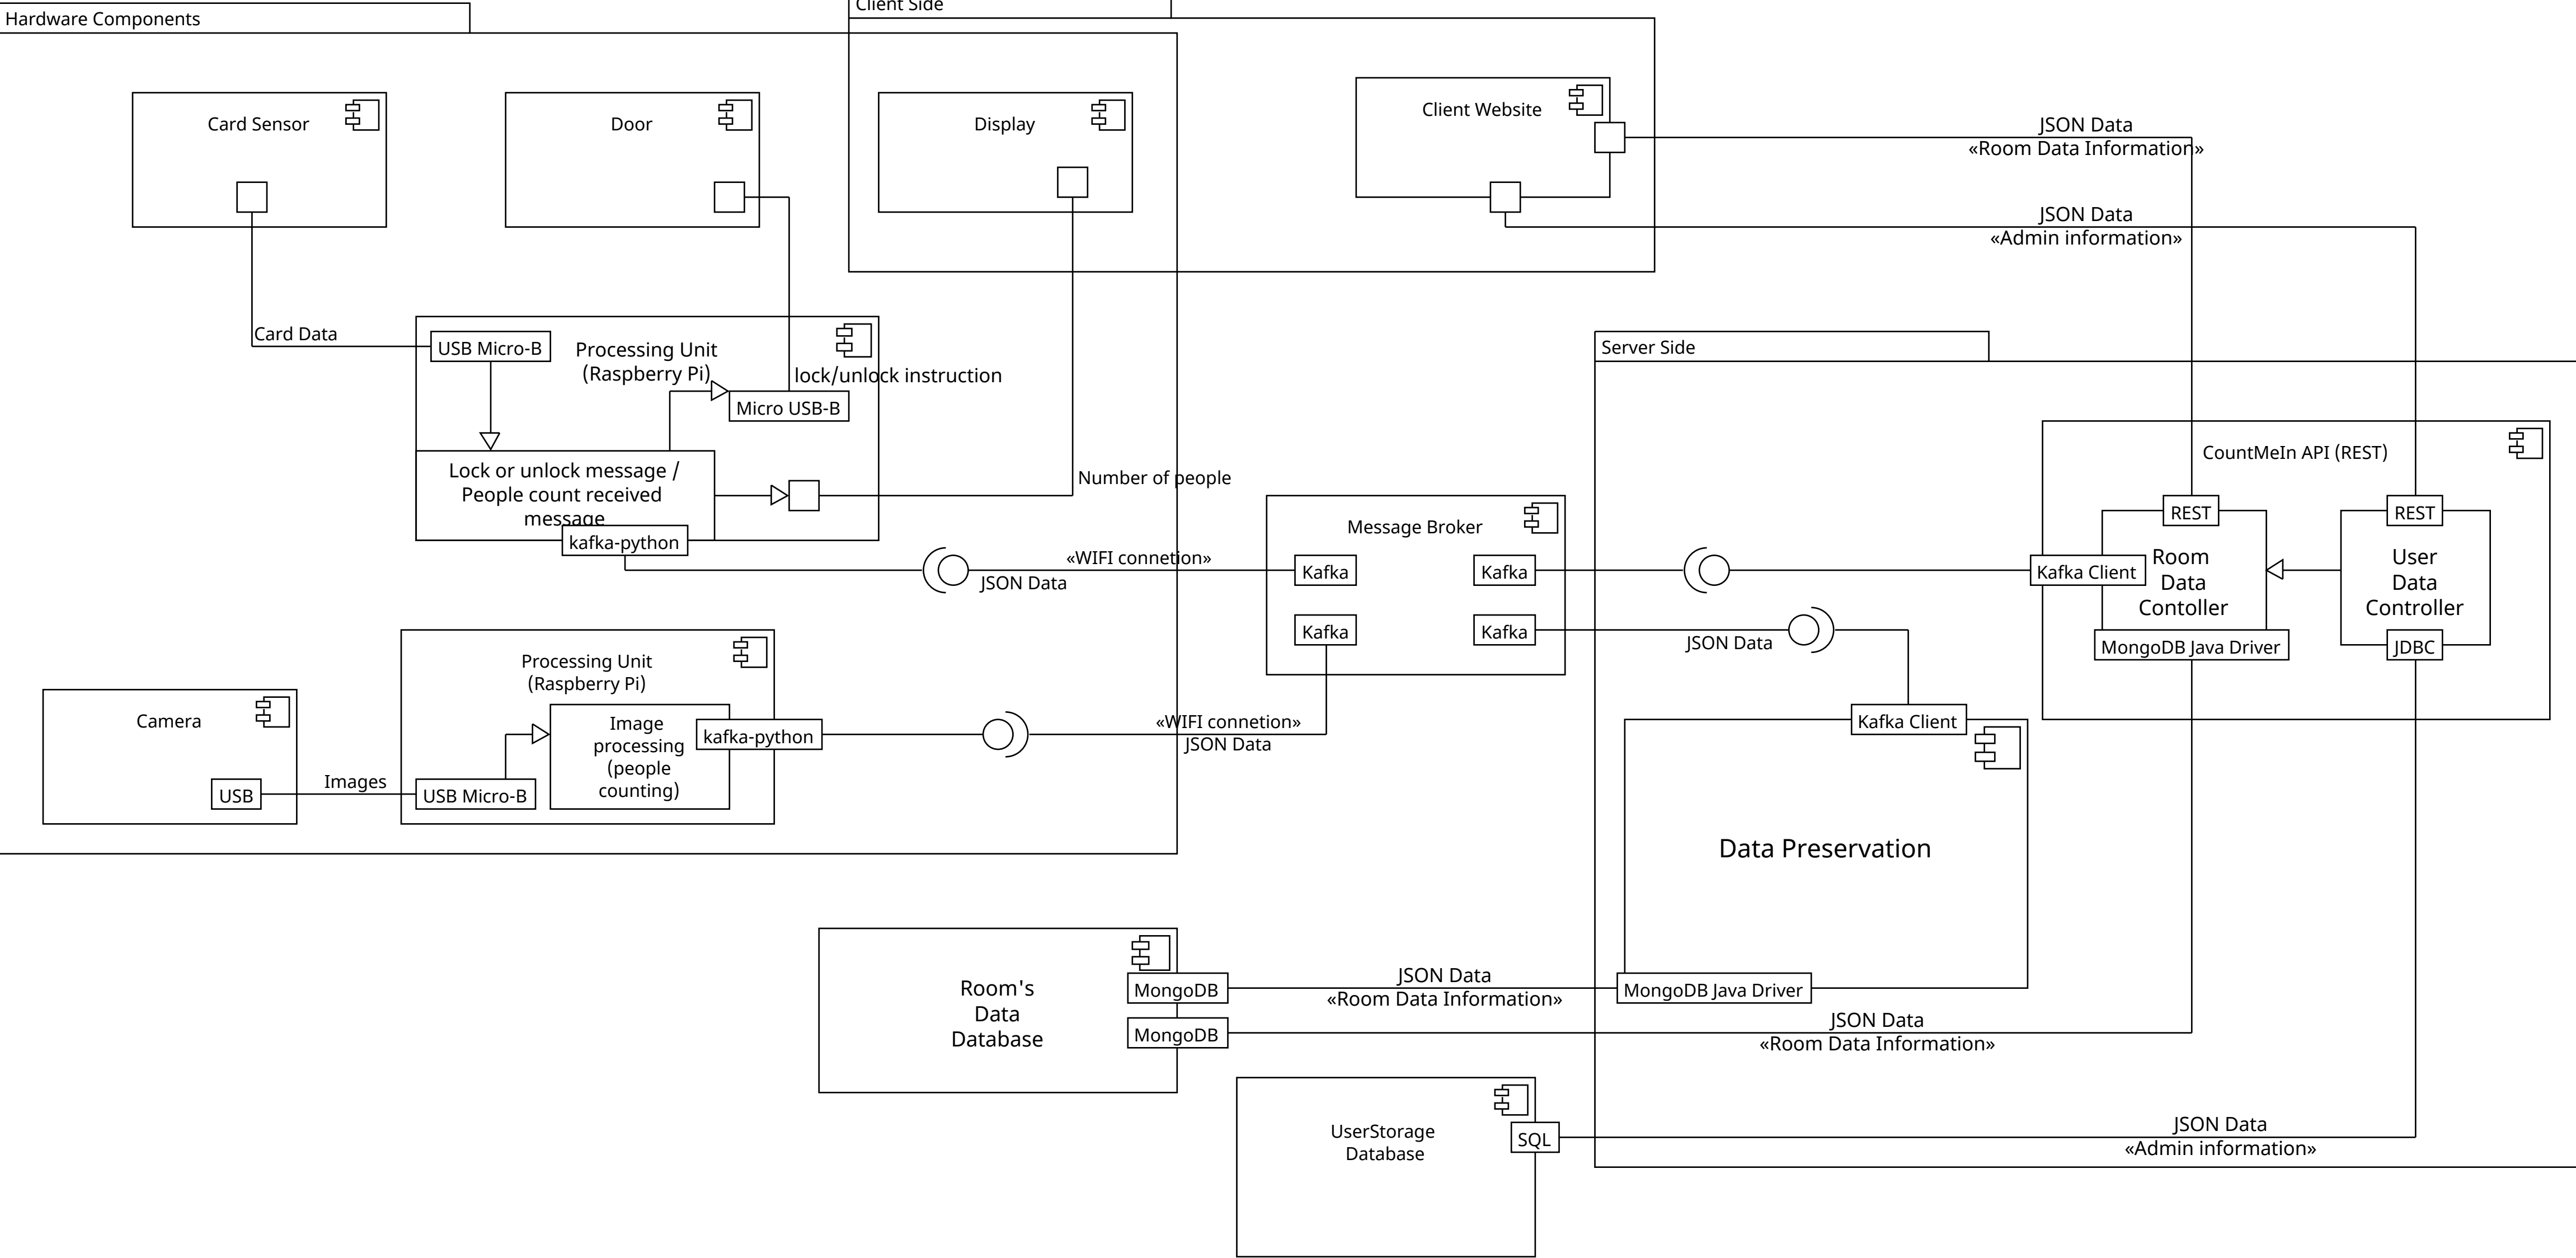 Hardware Components
Client Side
Card Sensor
Door
Display
Client Website
JSON Data
«Room Data Information»
JSON Data
«Admin information»
Card Data
USB Micro-B
Processing Unit
(Raspberry Pi)
lock/unlock instruction
Micro USB-B
Server Side
Lock or unlock message /
People count received
message
kafka-python
Number of people
Message Broker
Kafka
Kafka
Kafka
Kafka
«WIFI connetion»
JSON Data
JSON Data
CountMeIn API (REST)
REST
REST
Kafka Client
Room
Data
Contoller
User
Data
Controller
MongoDB Java Driver
JDBC
Camera
USB
Images
Processing Unit
(Raspberry Pi)
USB Micro-B
Image
processing
(people
counting)
kafka-python
«WIFI connetion»
JSON Data
Kafka Client
Data Preservation
MongoDB Java Driver
Room's
Data
Database
MongoDB
MongoDB
JSON Data
«Room Data Information»
JSON Data
«Room Data Information»
UserStorage
Database
SQL
JSON Data
«Admin information»